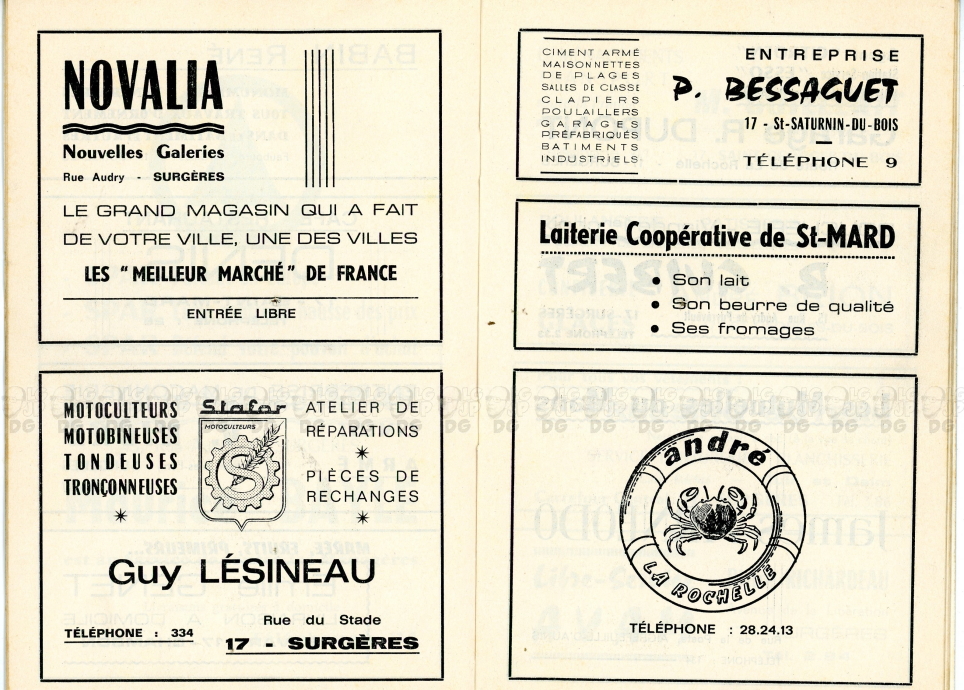 NOVALIA
Nouvelles Galeries
Rue Audry - SURGÈRES
LE GRAND MAGASIN QUI A FAIT
DE VOTRE VILLE, UNE DES VILLES
LES "MEILLEUR MARCHÉ" DE FRANCE
ENTRÉE LIBRE
MOTOCULTEURS
MOTOBINEUSES
TONDEUSES
TRONÇONNEUSES
Stafor
MOTOCULTEURS
S
ATELIER DE
RÉPARATIONS
PIÈCES DE
RECHANGES
Guy LÉSINEAU
TÉLÉPHONE : 334
Rue du Stade
17 - SURGÈRES
CIMENT ARMÉ
MAISONNETTES
DE PLAGES
SALLES DE CLASSE
CLAPIERS
POULAILLERS
GARAGES
PRÉFABRIQUÉS
BATIMENTS
INDUSTRIELS
ENTREPRISE
P. BESSAGUET
17 - St-SATURNIN-DU-BOIS
TÉLÉPHONE 9
Laiterie Coopérative de St-MARD
• Son lait
• Son beurre de qualité
• Ses fromages
andré
LA ROCHELLE
TÉLÉPHONE : 28.24.13